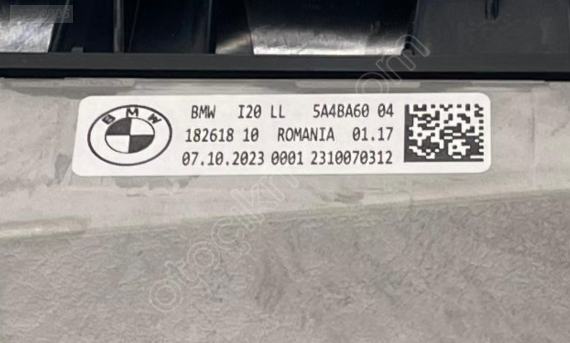 BMW
BMW I20 LL 5A4BA60 04
182618 10 ROMANIA 01.17
07.10.2023 0001 2310070312